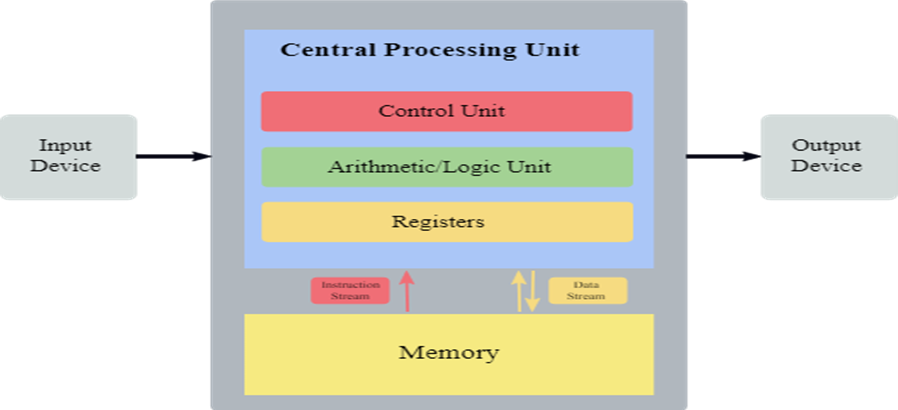 Central Processing Unit
Control Unit
Input
Device
Arithmetic/Logic Unit
Output
Device
Registers
Instruction
Stream
Data
Stream
Memory